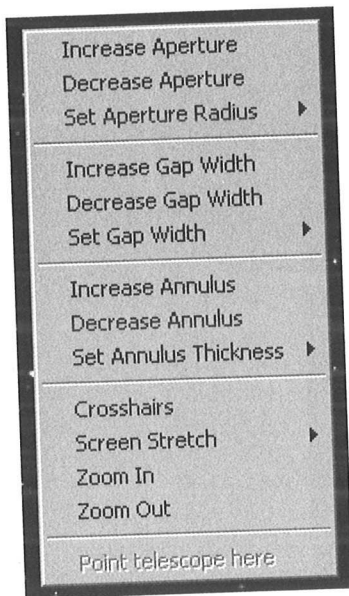 Increase Aperture
Decrease Aperture
Set Aperture Radius
Increase Gap Width
Decrease Gap Width
Set Gap Width
Increase Annulus
Decrease Annulus
Set Annulus Thickness
Crosshairs
Screen Stretch
Zoom In
Zoom Out
Point telescope here